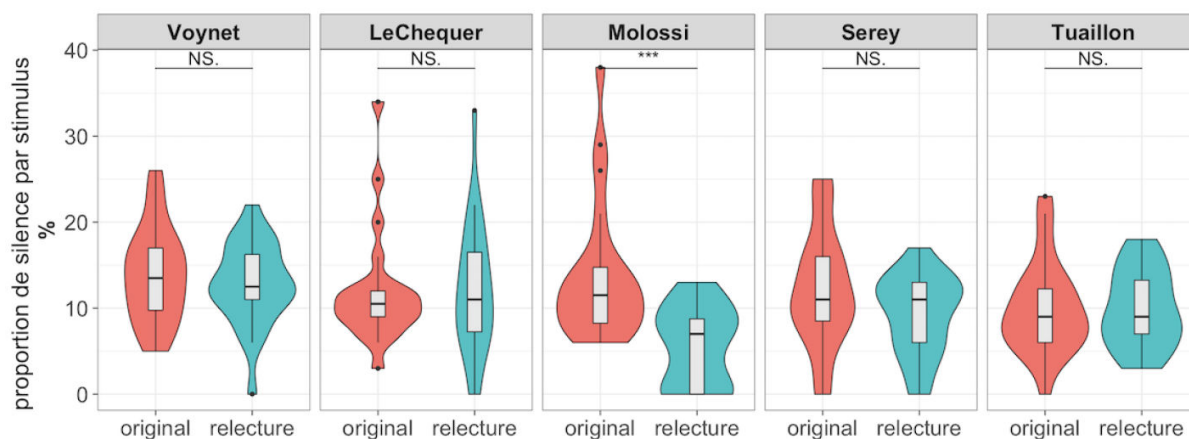 Voynet LeChequer Molossi Serey Tuaillon
NS. NS. *** NS. NS.
proportion de silence par stimulus
%
40
30
20
10
0
original relecture original relecture original relecture original relecture original relecture